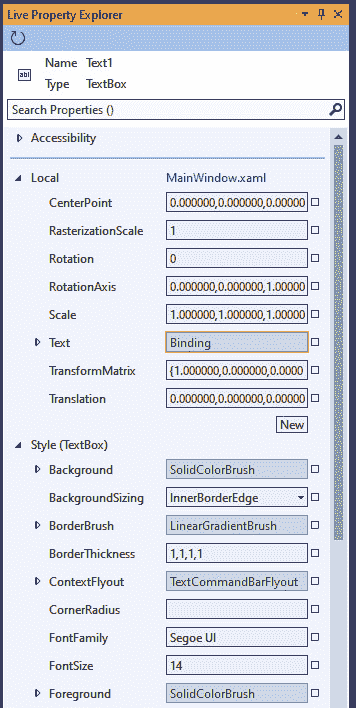 Live Property Explorer
Name Text1
abl
Type TextBox
Search Properties ()
Accessibility
Local MainWindow.xaml
CenterPoint 0.000000,0.000000,0.00000
RasterizationScale 1
Rotation 0
RotationAxis 0.000000,0.000000,1.00000
Scale 1.000000,1.000000,1.00000
Text Binding
TransformMatrix {1.000000,0.000000,0.0000
Translation 0.000000,0.000000,0.00000
New
Style (TextBox)
Background SolidColorBrush
BackgroundSizing InnerBorderEdge
BorderBrush LinearGradientBrush
BorderThickness 1,1,1,1
ContextFlyout TextCommandBarFlyout
CornerRadius
FontFamily Segoe UI
FontSize 14
Foreground SolidColorBrush